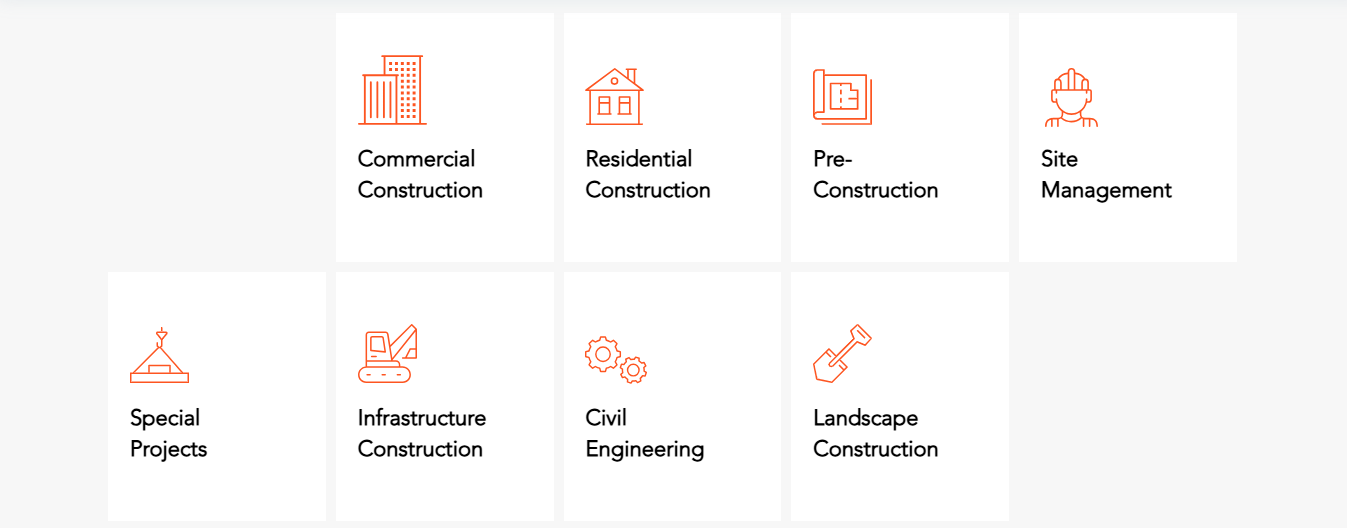 Commercial
Construction
Residential
Construction
Pre-
Construction
Site
Management
Special
Projects
Infrastructure
Construction
Civil
Engineering
Landscape
Construction